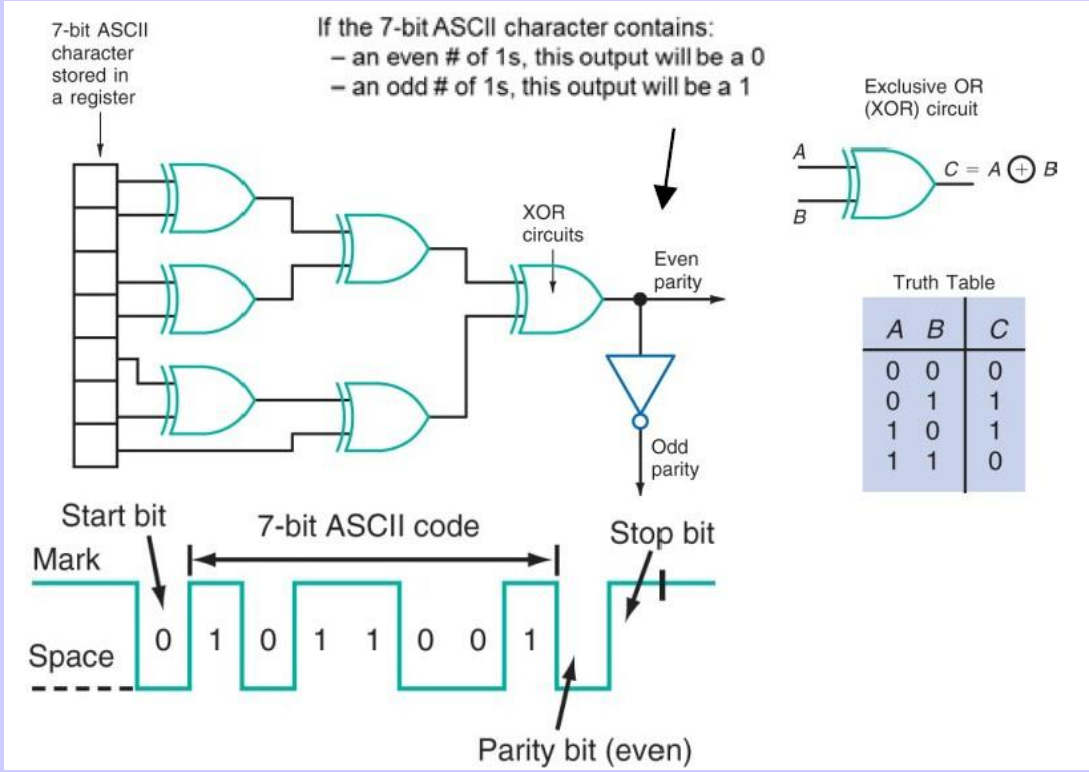 7-bit ASCII
character
stored in
a register
If the 7-bit ASCII character contains:
– an even # of 1s, this output will be a 0
– an odd # of 1s, this output will be a 1
Exclusive OR
(XOR) circuit
A
B
C = A ⊕ B
XOR
circuits
Even
parity
Odd
parity
Truth Table
A B C
0 0 0
0 1 1
1 0 1
1 1 0
Start bit
7-bit ASCII code
Stop bit
Mark
Space
0 1 0 1 1 0 0 1
Parity bit (even)